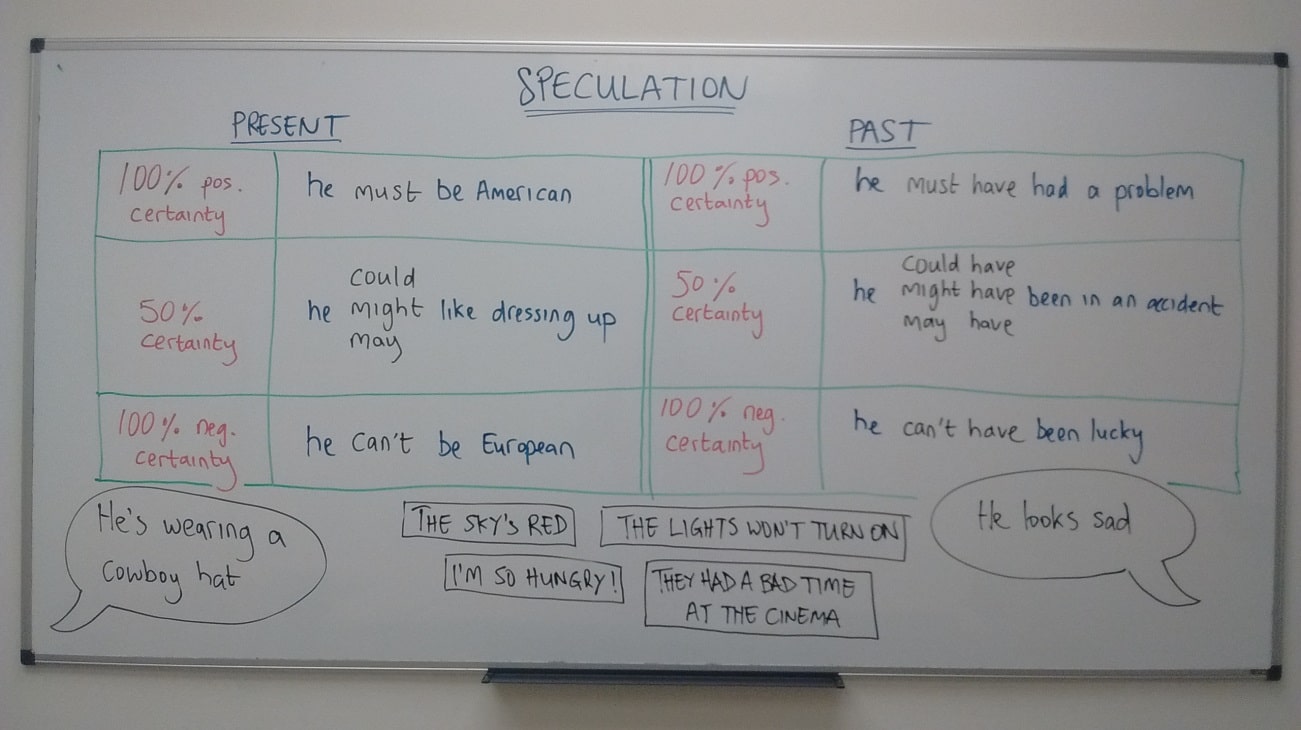 SPECULATION
PRESENT
100% pos.
certainty
he must be American
50%
certainty
could
he might like dressing up
may
100% neg.
certainty
he can't be European
PAST
100% pos.
certainty
he must have had a problem
50%
certainty
could have
he might have been in an accident
may have
100% neg.
certainty
he can't have been lucky
He's wearing a
cowboy hat
THE SKY'S RED
THE LIGHTS WON'T TURN ON
I'M SO HUNGRY!
THEY HAD A BAD TIME
AT THE CINEMA
He looks sad